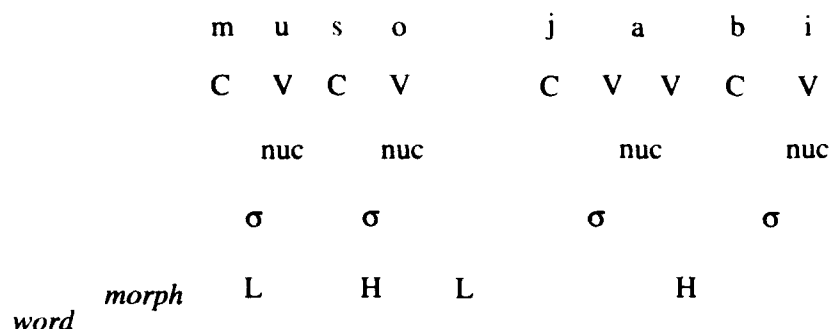 m u s o j a b i
C V C V C V V C V
nuc nuc nuc nuc
σ σ σ σ
morph L H L H
word